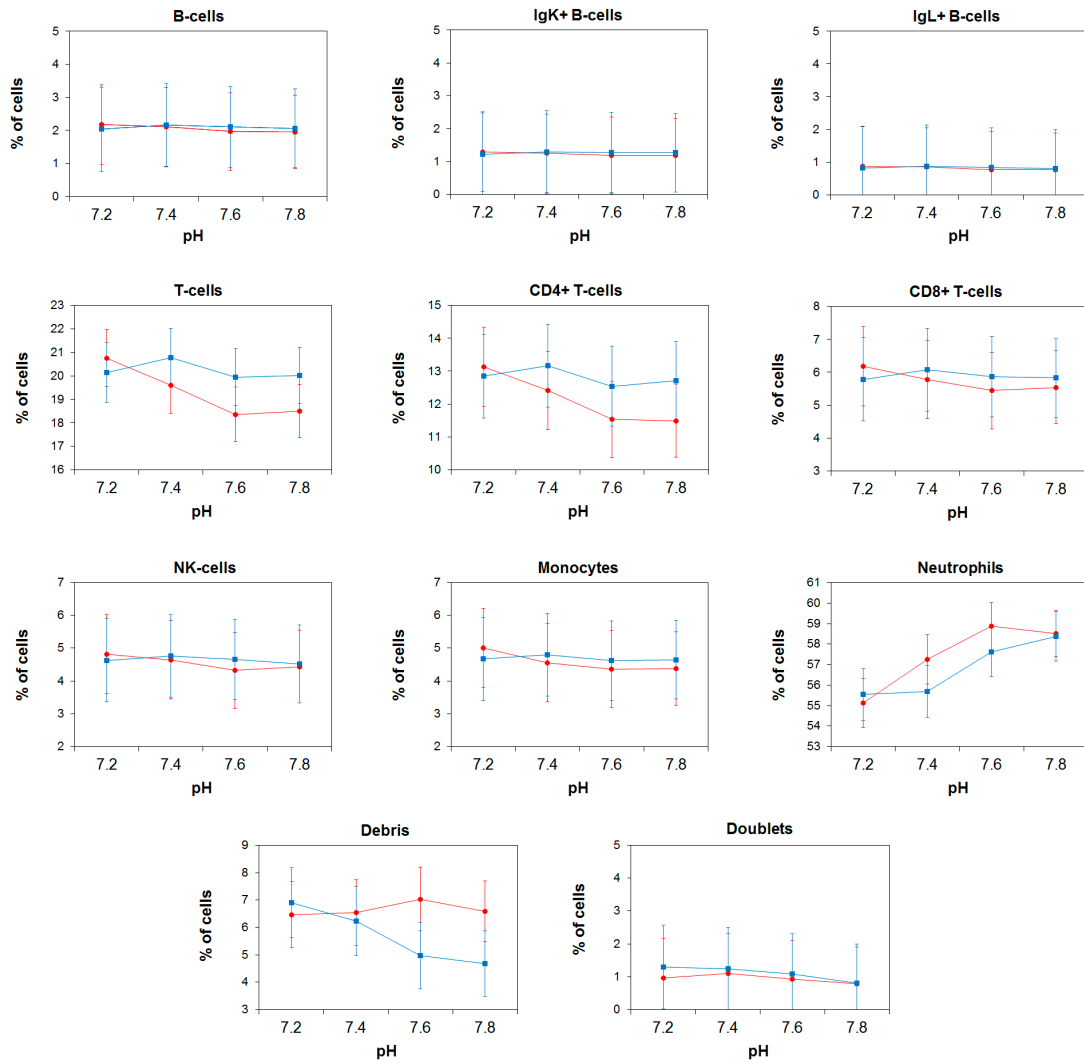 B-cells
% of cells
5
4
3
2
1
0
7.2 7.4 7.6 7.8
pH
IgK+ B-cells
% of cells
5
4
3
2
1
0
7.2 7.4 7.6 7.8
pH
IgL+ B-cells
% of cells
5
4
3
2
1
0
7.2 7.4 7.6 7.8
pH
T-cells
% of cells
23
22
21
20
19
18
17
16
7.2 7.4 7.6 7.8
pH
CD4+ T-cells
% of cells
15
14
13
12
11
10
7.2 7.4 7.6 7.8
pH
CD8+ T-cells
% of cells
8
7
6
5
4
3
7.2 7.4 7.6 7.8
pH
NK-cells
% of cells
7
6
5
4
3
2
7.2 7.4 7.6 7.8
pH
Monocytes
% of cells
7
6
5
4
3
2
7.2 7.4 7.6 7.8
pH
Neutrophils
% of cells
61
60
59
58
57
56
55
54
53
7.2 7.4 7.6 7.8
pH
Debris
% of cells
9
8
7
6
5
4
3
7.2 7.4 7.6 7.8
pH
Doublets
% of cells
5
4
3
2
1
0
7.2 7.4 7.6 7.8
pH